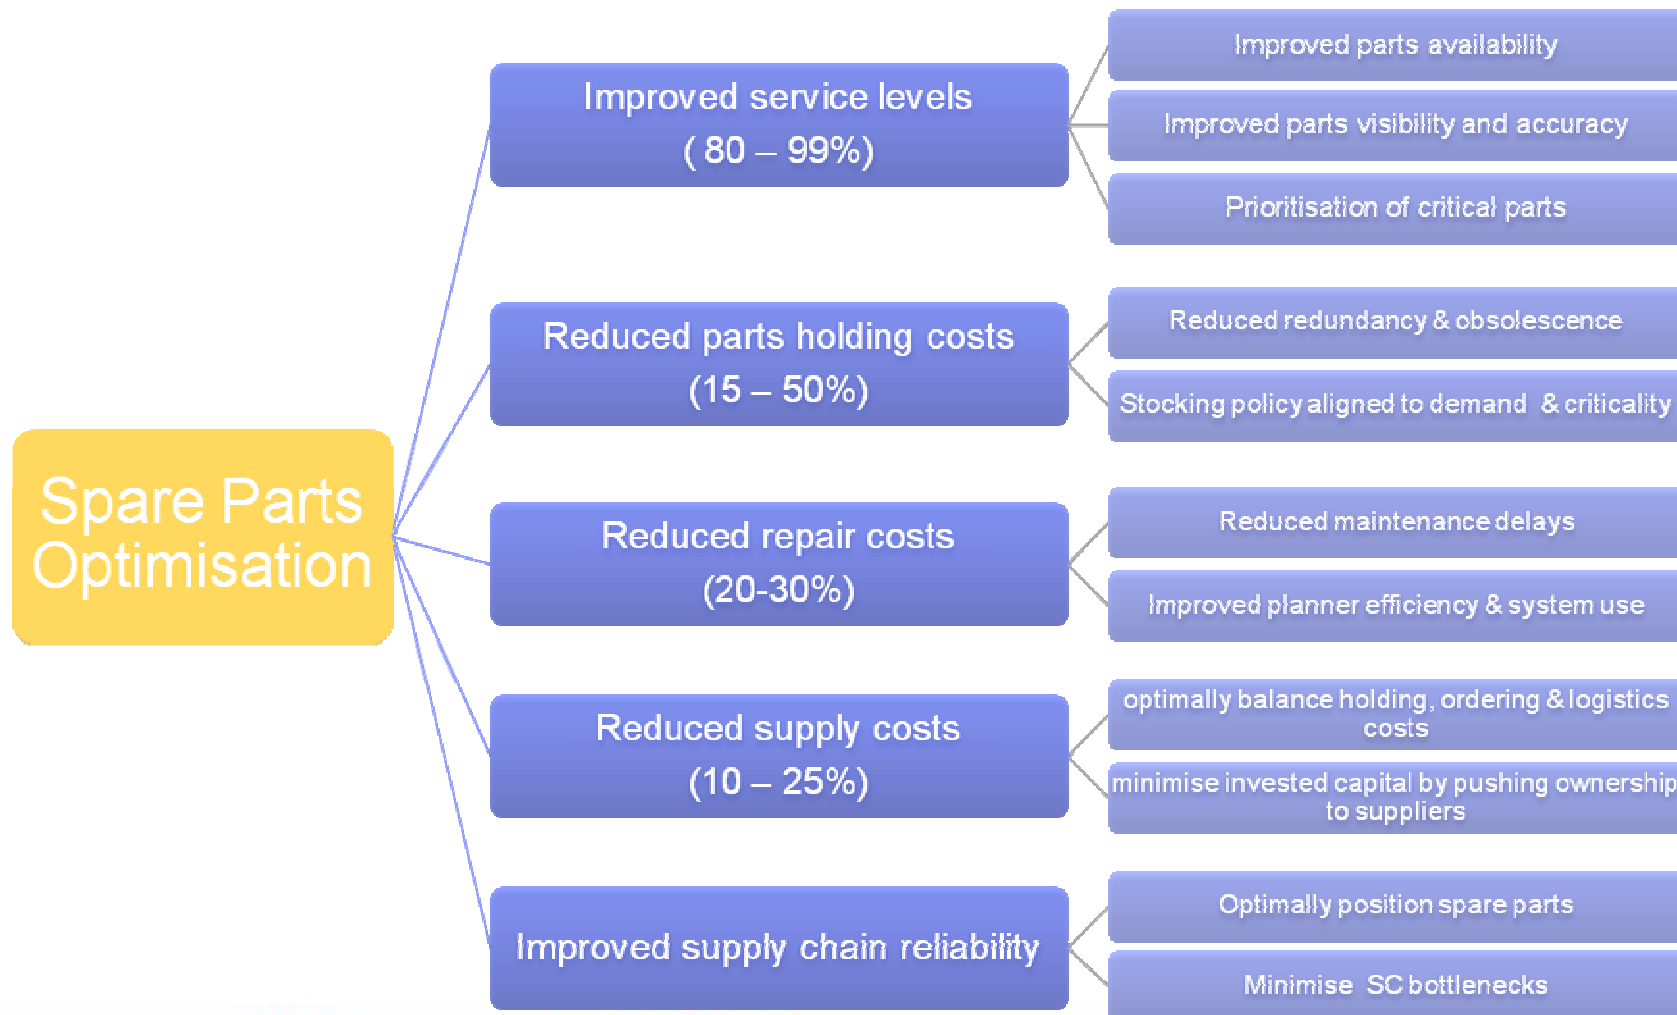 Spare Parts
Optimisation
Improved service levels
( 80 – 99%)
Improved parts availability
Improved parts visibility and accuracy
Prioritisation of critical parts
Reduced parts holding costs
(15 – 50%)
Reduced redundancy & obsolescence
Stocking policy aligned to demand & criticality
Reduced repair costs
(20-30%)
Reduced maintenance delays
Improved planner efficiency & system use
Reduced supply costs
(10 – 25%)
optimally balance holding, ordering & logistics
costs
minimise invested capital by pushing ownership
to suppliers
Improved supply chain reliability
Optimally position spare parts
Minimise SC bottlenecks